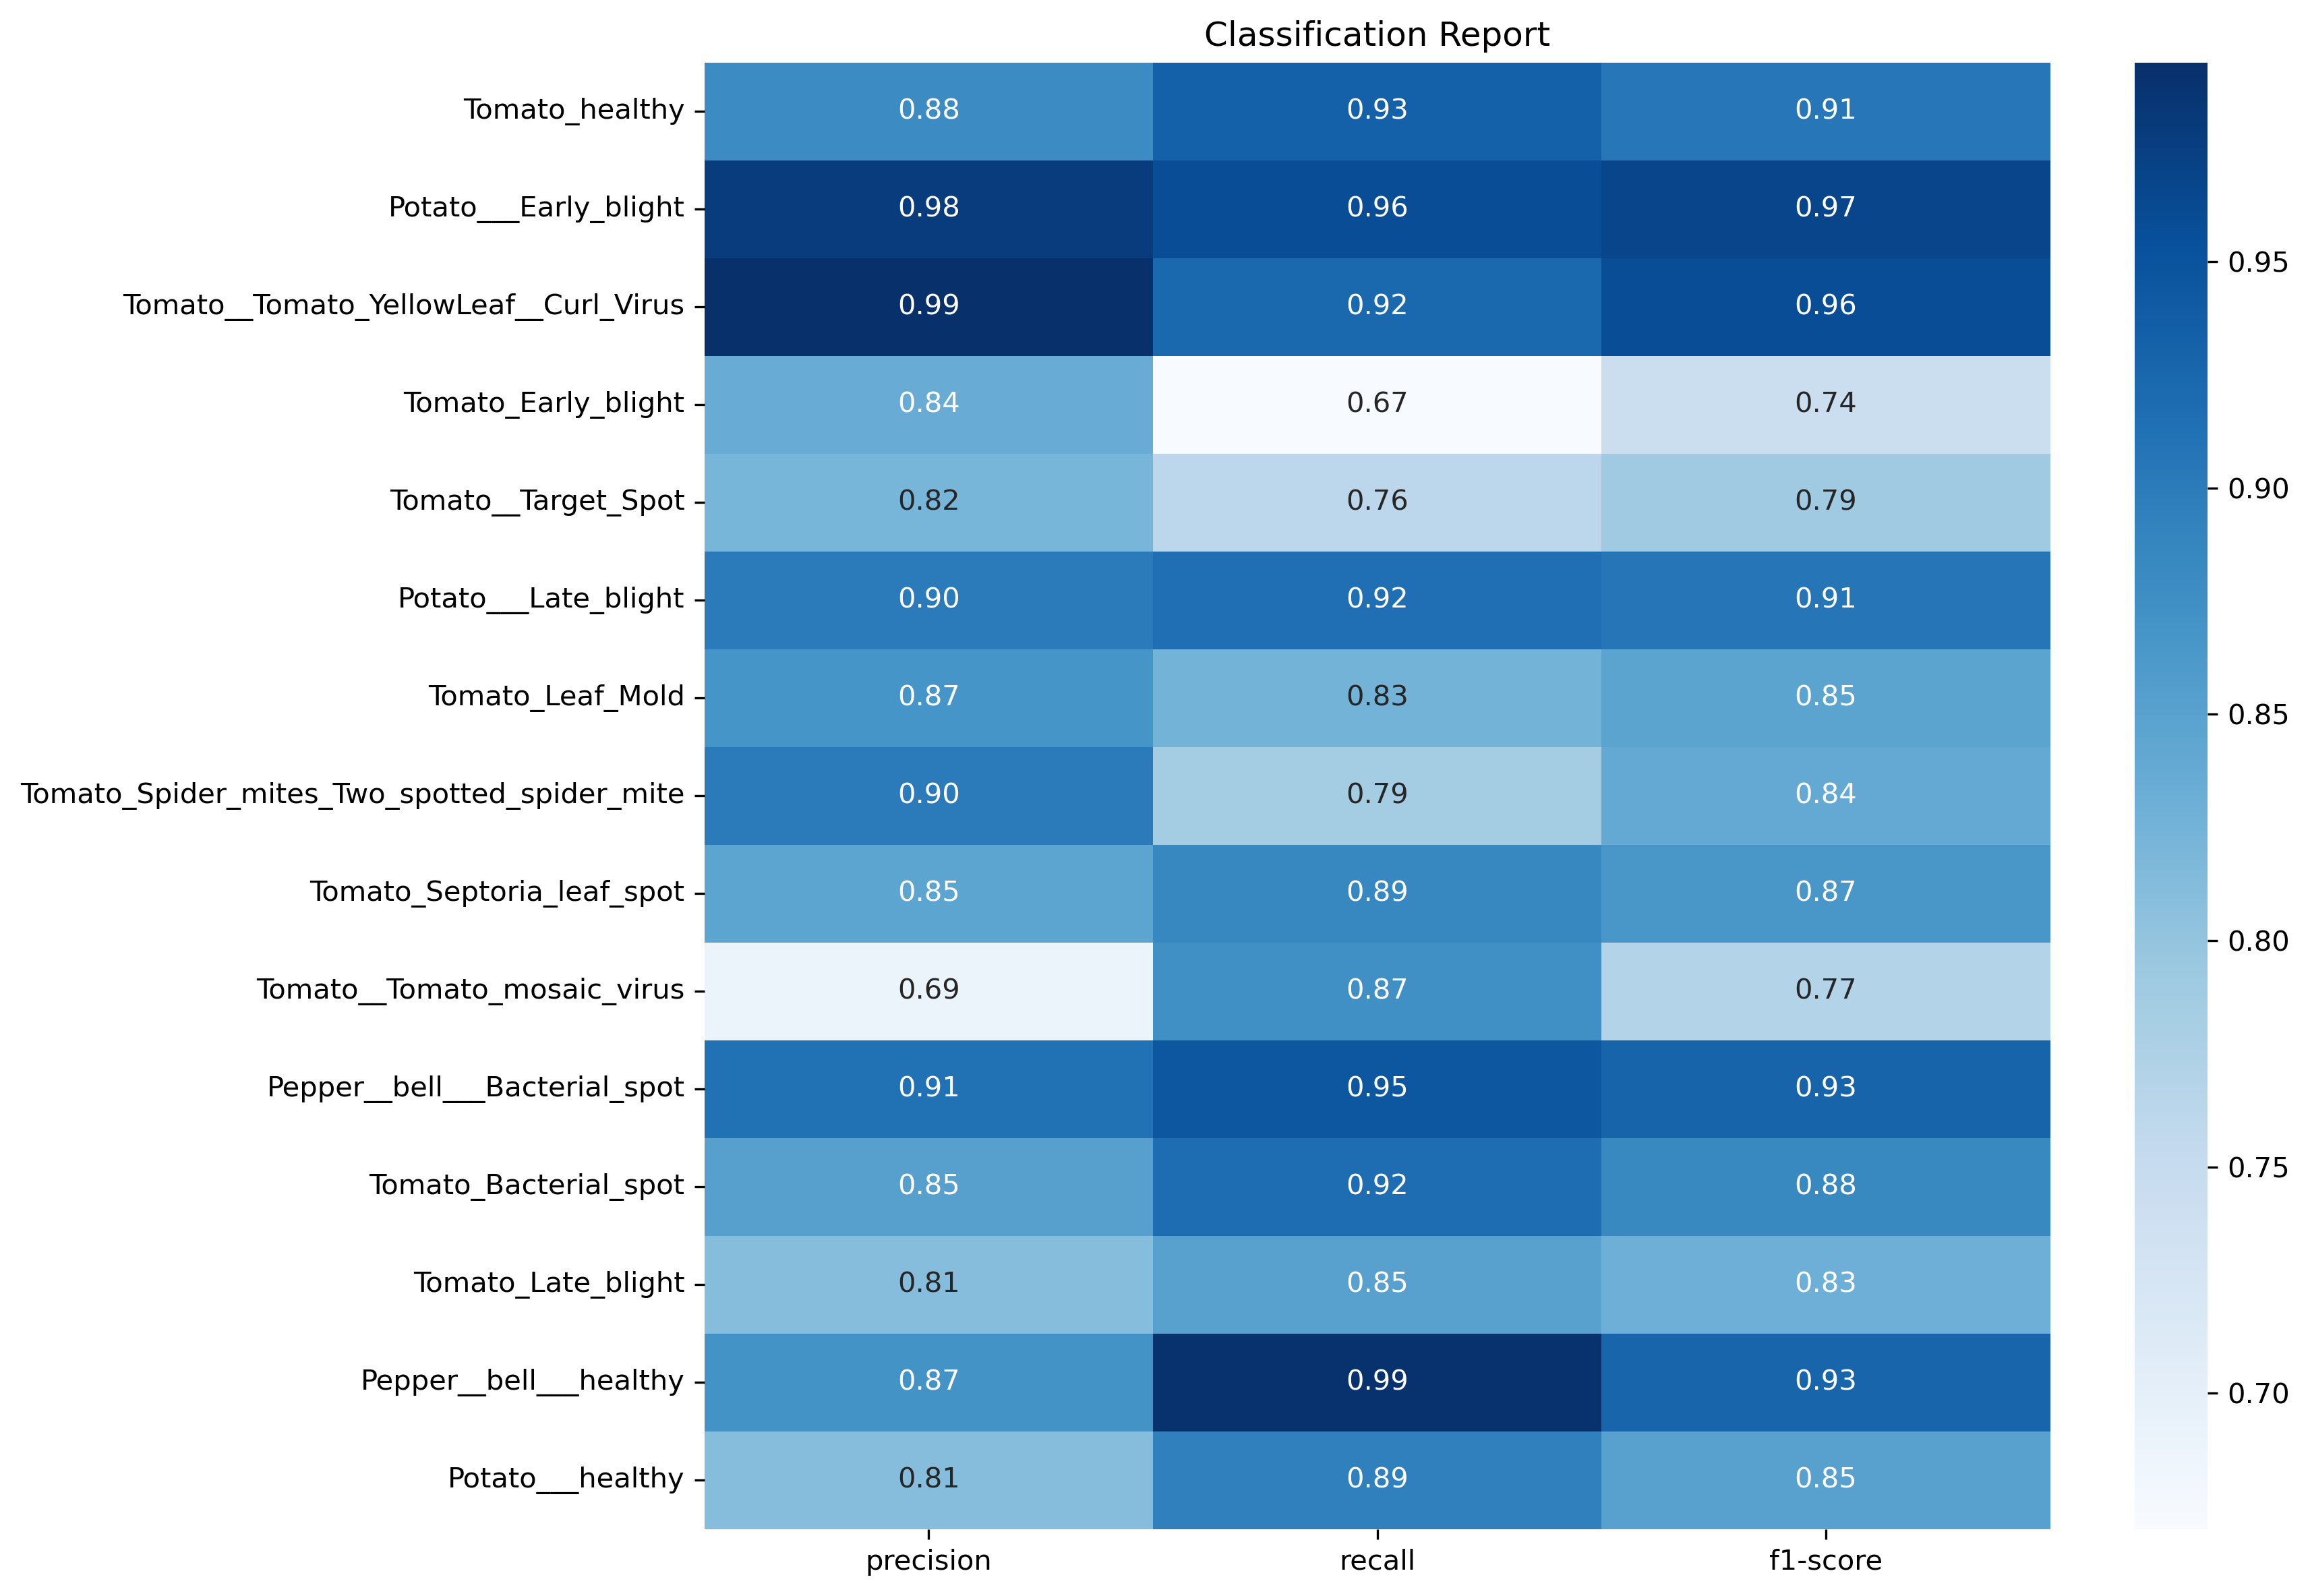 Classification Report
Tomato_healthy 0.88 0.93 0.91
Potato___Early_blight 0.98 0.96 0.97
Tomato__Tomato_YellowLeaf__Curl_Virus 0.99 0.92 0.96
Tomato_Early_blight 0.84 0.67 0.74
Tomato__Target_Spot 0.82 0.76 0.79
Potato___Late_blight 0.90 0.92 0.91
Tomato_Leaf_Mold 0.87 0.83 0.85
Tomato_Spider_mites_Two_spotted_spider_mite 0.90 0.79 0.84
Tomato_Septoria_leaf_spot 0.85 0.89 0.87
Tomato__Tomato_mosaic_virus 0.69 0.87 0.77
Pepper__bell___Bacterial_spot 0.91 0.95 0.93
Tomato_Bacterial_spot 0.85 0.92 0.88
Tomato_Late_blight 0.81 0.85 0.83
Pepper__bell___healthy 0.87 0.99 0.93
Potato___healthy 0.81 0.89 0.85
precision recall f1-score
0.95
0.90
0.85
0.80
0.75
0.70